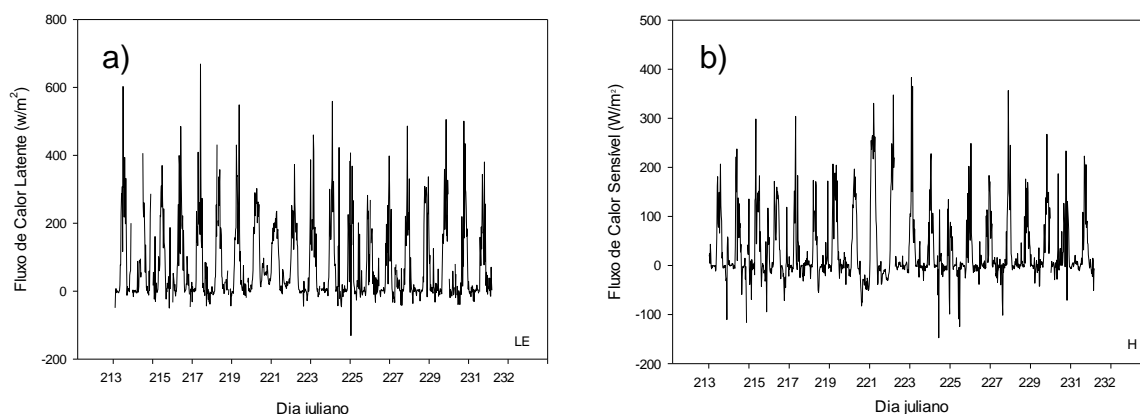 a)
Fluxo de Calor Latente (w/m²)
800
600
400
200
0
-200
213 215 217 219 221 223 225 227 229 231 232
Dia juliano
LE
b)
Fluxo de Calor Sensível (W/m²)
500
400
300
200
100
0
-100
-200
213 215 217 219 221 223 225 227 229 231 232
Dia juliano
H